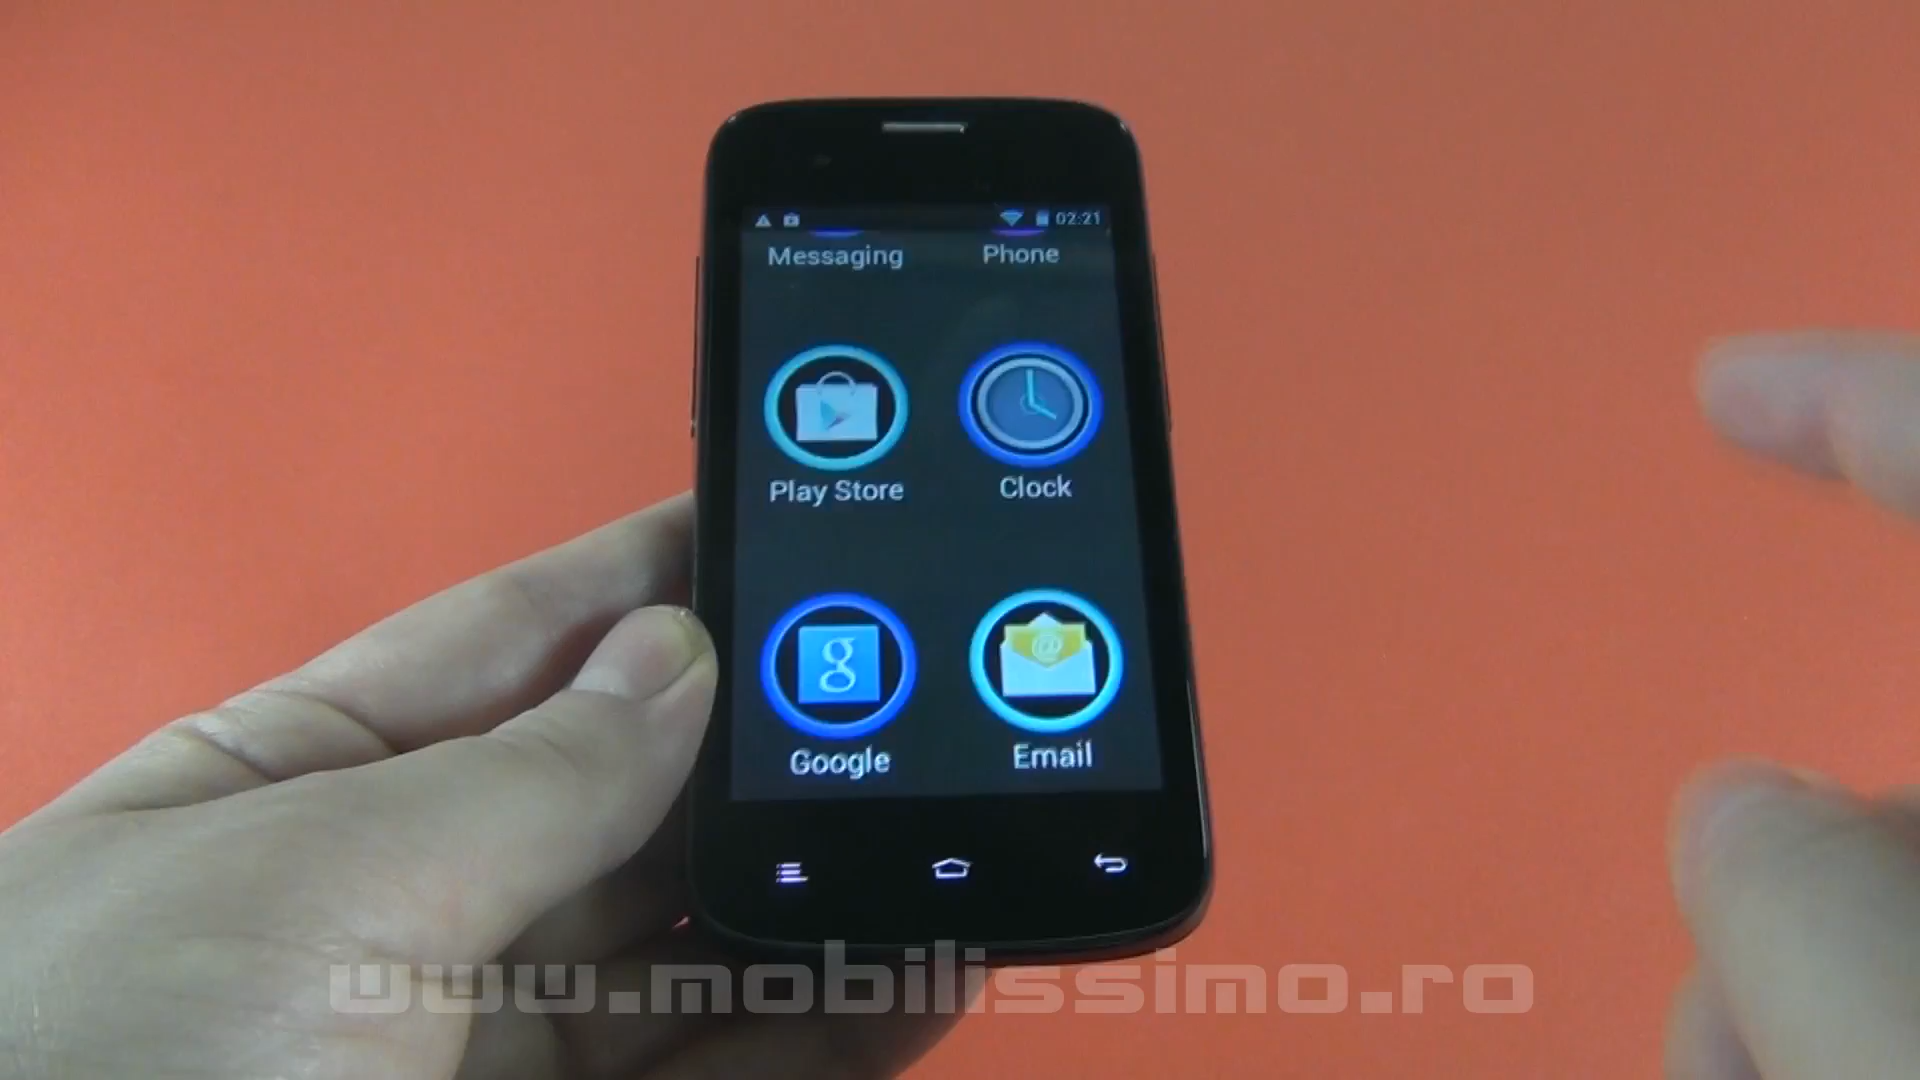 02:21
Messaging Phone
Play Store Clock
g @
Google Email
www.mobilissimo.ro